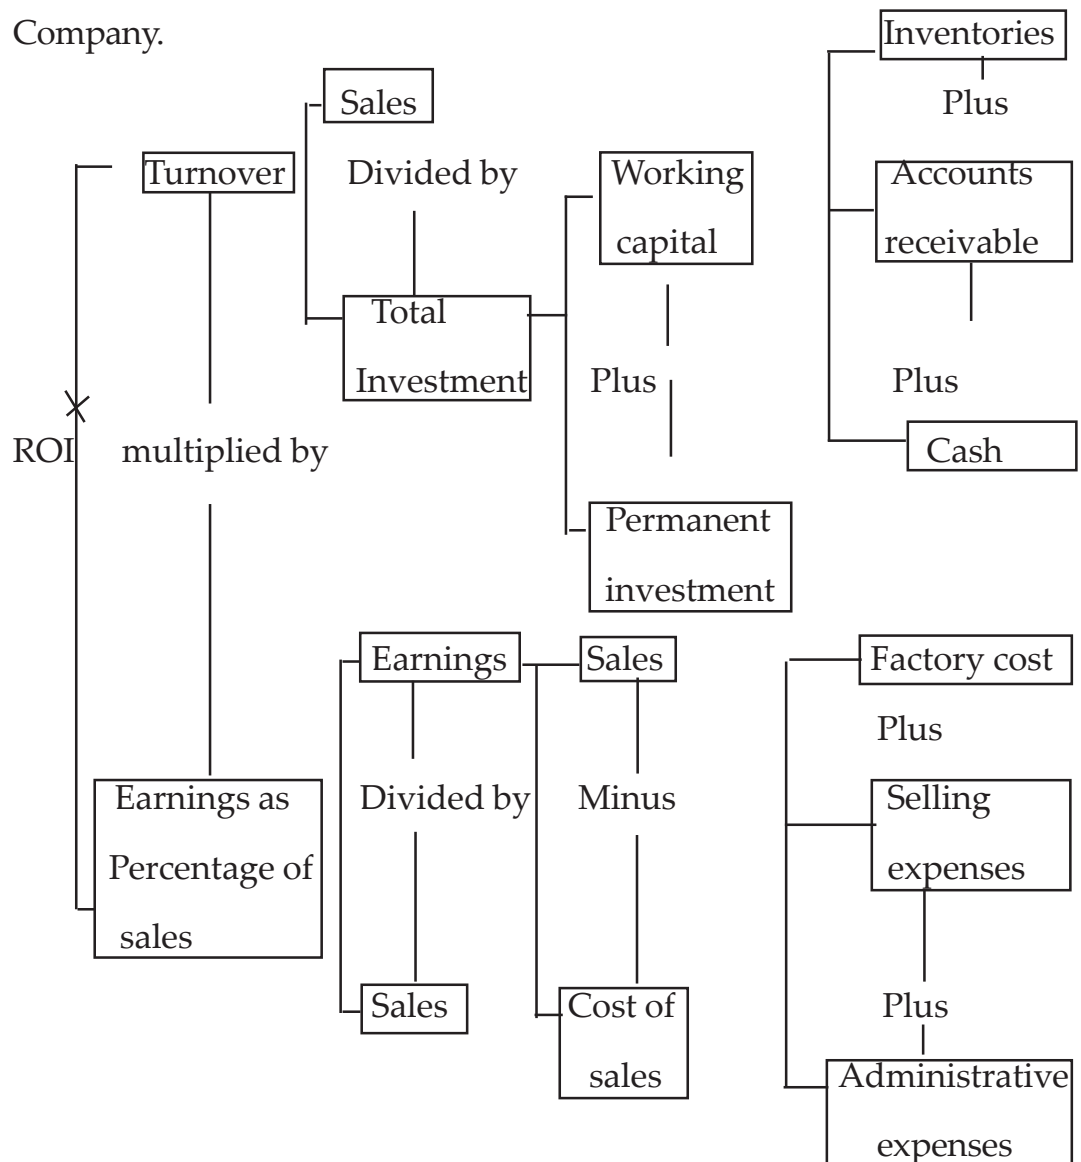 Company.
Inventories
Plus
Sales
Turnover
Divided by
Working
capital
Accounts
receivable
Total
Investment
Plus
Plus
ROI
multiplied by
Cash
Permanent
investment
Earnings
Sales
Factory cost
Plus
Earnings as
Percentage of
sales
Divided by
Minus
Selling
expenses
Sales
Cost of
sales
Plus
Administrative
expenses